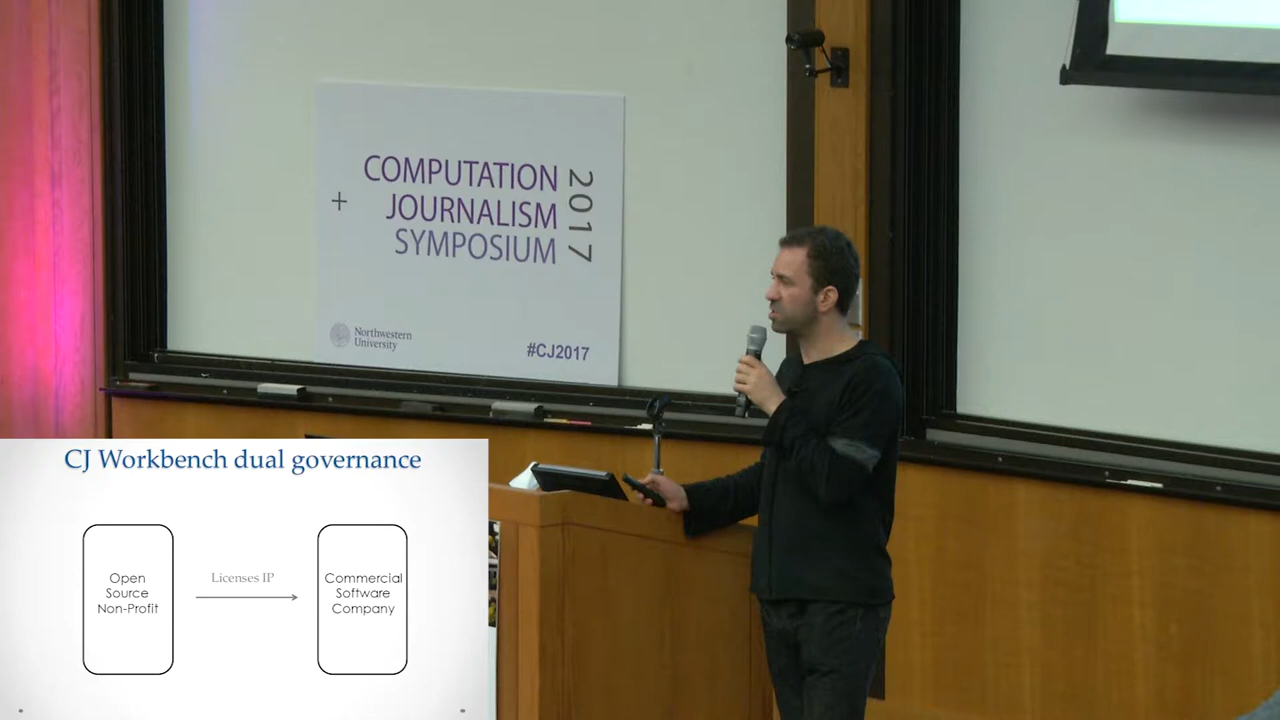 COMPUTATION
+ JOURNALISM
SYMPOSIUM
2017
Northwestern
University
#CJ2017
CJ Workbench dual governance
Open
Source
Non-Profit
Licenses IP
Commercial
Software
Company